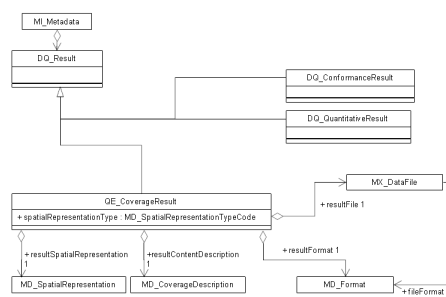 MI_Metadata
DQ_Result
DQ_ConformanceResult
DQ_QuantitativeResult
MX_DataFile
QE_CoverageResult
+ spatialRepresentationType : MD_SpatialRepresentationTypeCode
+resultFile 1
+resultSpatialRepresentation
1
+resultContentDescription
1
+resultFormat 1
MD_SpatialRepresentation
MD_CoverageDescription
MD_Format
+fileFormat